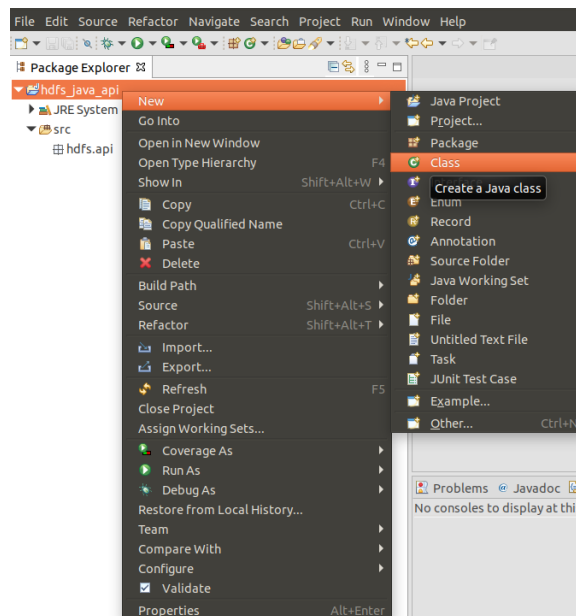 File Edit Source Refactor Navigate Search Project Run Window Help
Package Explorer
hdfs_java_api
JRE System
src
hdfs.api
New
Go Into
Open in New Window
Open Type Hierarchy F4
Show In Shift+Alt+W
Copy Ctrl+C
Copy Qualified Name
Paste Ctrl+V
Delete
Build Path
Source Shift+Alt+S
Refactor Shift+Alt+T
Import...
Export...
Refresh F5
Close Project
Assign Working Sets...
Coverage As
Run As
Debug As
Restore from Local History...
Team
Compare With
Configure
Validate
Properties Alt+Enter
Java Project
Project...
Package
Class
Create a Java class
Enum
Record
Annotation
Source Folder
Java Working Set
Folder
File
Untitled Text File
Task
JUnit Test Case
Example...
Other... Ctrl+N
Problems Javadoc
No consoles to display at thi